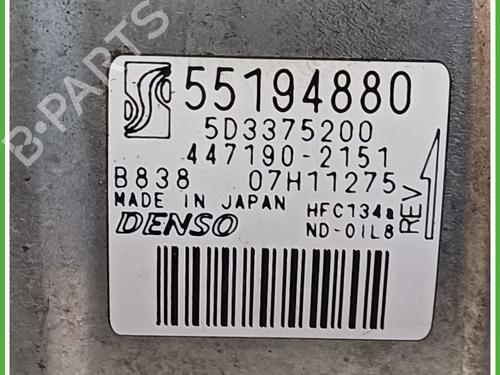 55194880
5D3375200
447190-2151
B838 07H11275
MADE IN JAPAN HFC134a
DENSO ND-OIL8
REV
B-PARTS